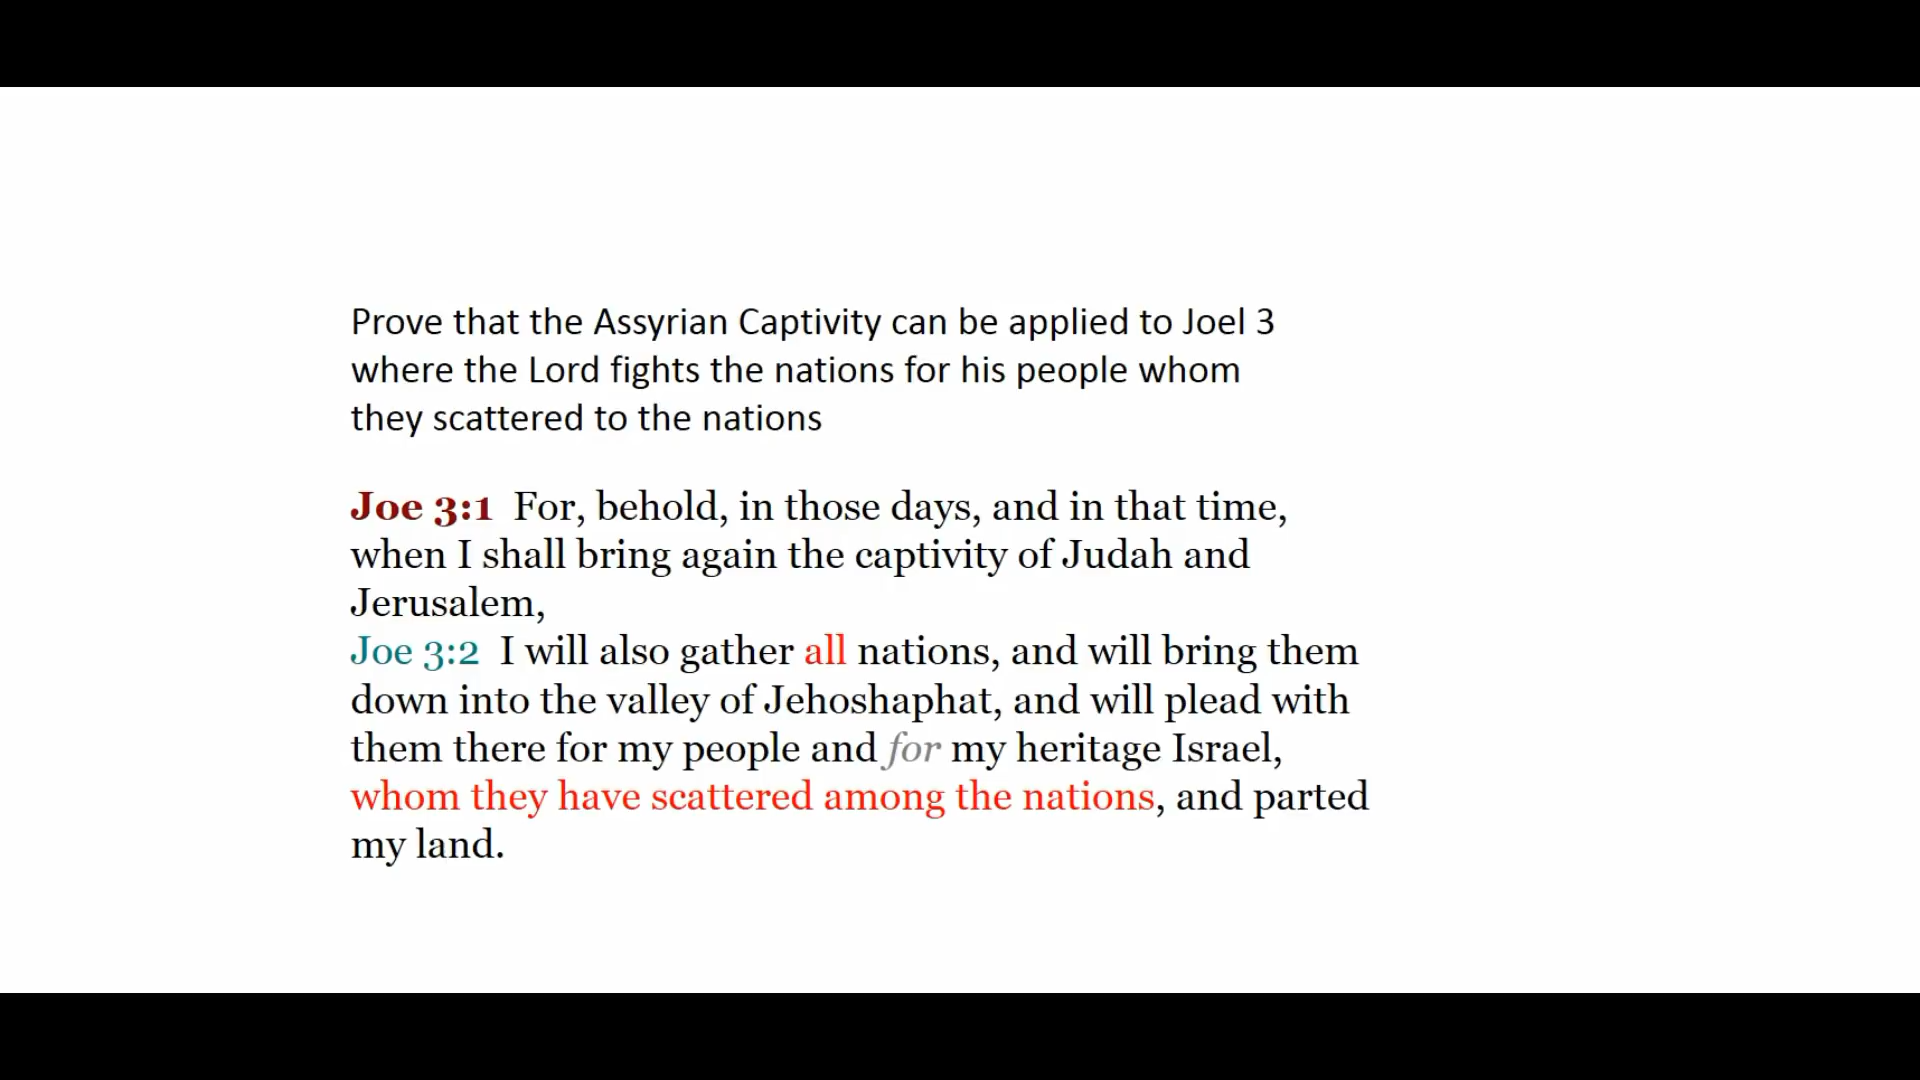 Prove that the Assyrian Captivity can be applied to Joel 3
where the Lord fights the nations for his people whom
they scattered to the nations
Joe 3:1 For, behold, in those days, and in that time,
when I shall bring again the captivity of Judah and
Jerusalem,
Joe 3:2 I will also gather all nations, and will bring them
down into the valley of Jehoshaphat, and will plead with
them there for my people and for my heritage Israel,
whom they have scattered among the nations, and parted
my land.